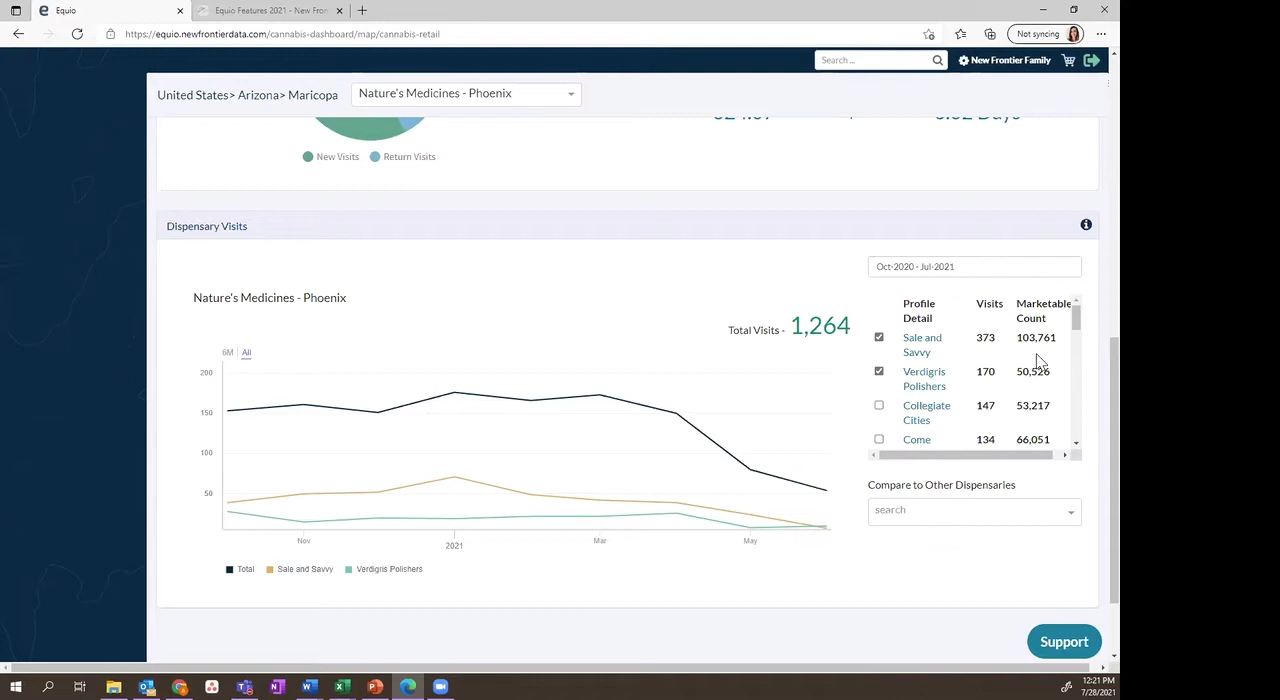 Equio
Equio Features 2021 - New Fron
https://equio.newfrontierdata.com/cannabis-dashboard/map/cannabis-retail
Not syncing
Search ...
New Frontier Family
United States> Arizona> Maricopa
Nature's Medicines - Phoenix
New Visits
Return Visits
Dispensary Visits
Oct-2020 - Jul-2021
Nature's Medicines - Phoenix
Total Visits - 1,264
Profile Detail Visits Marketable Count
Sale and Savvy 373 103,761
Verdigris Polishers 170 50,526
Collegiate Cities 147 53,217
Come 134 66,051
6M All
200
150
100
50
Nov 2021 Mar May
Total Sale and Savvy Verdigris Polishers
Compare to Other Dispensaries
search
Support
12:21 PM
7/28/2021